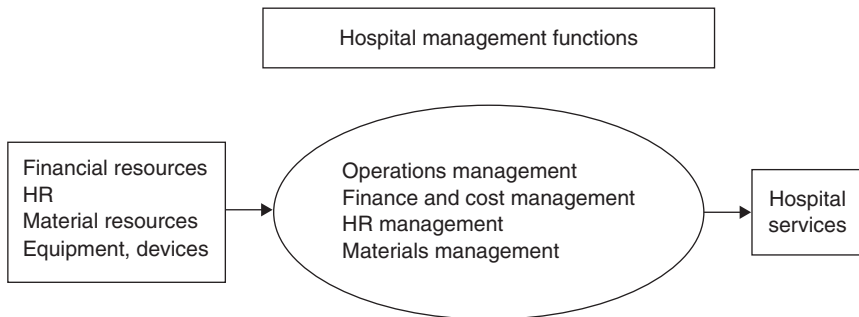 Hospital management functions
Financial resources
HR
Material resources
Equipment, devices
Operations management
Finance and cost management
HR management
Materials management
Hospital
services